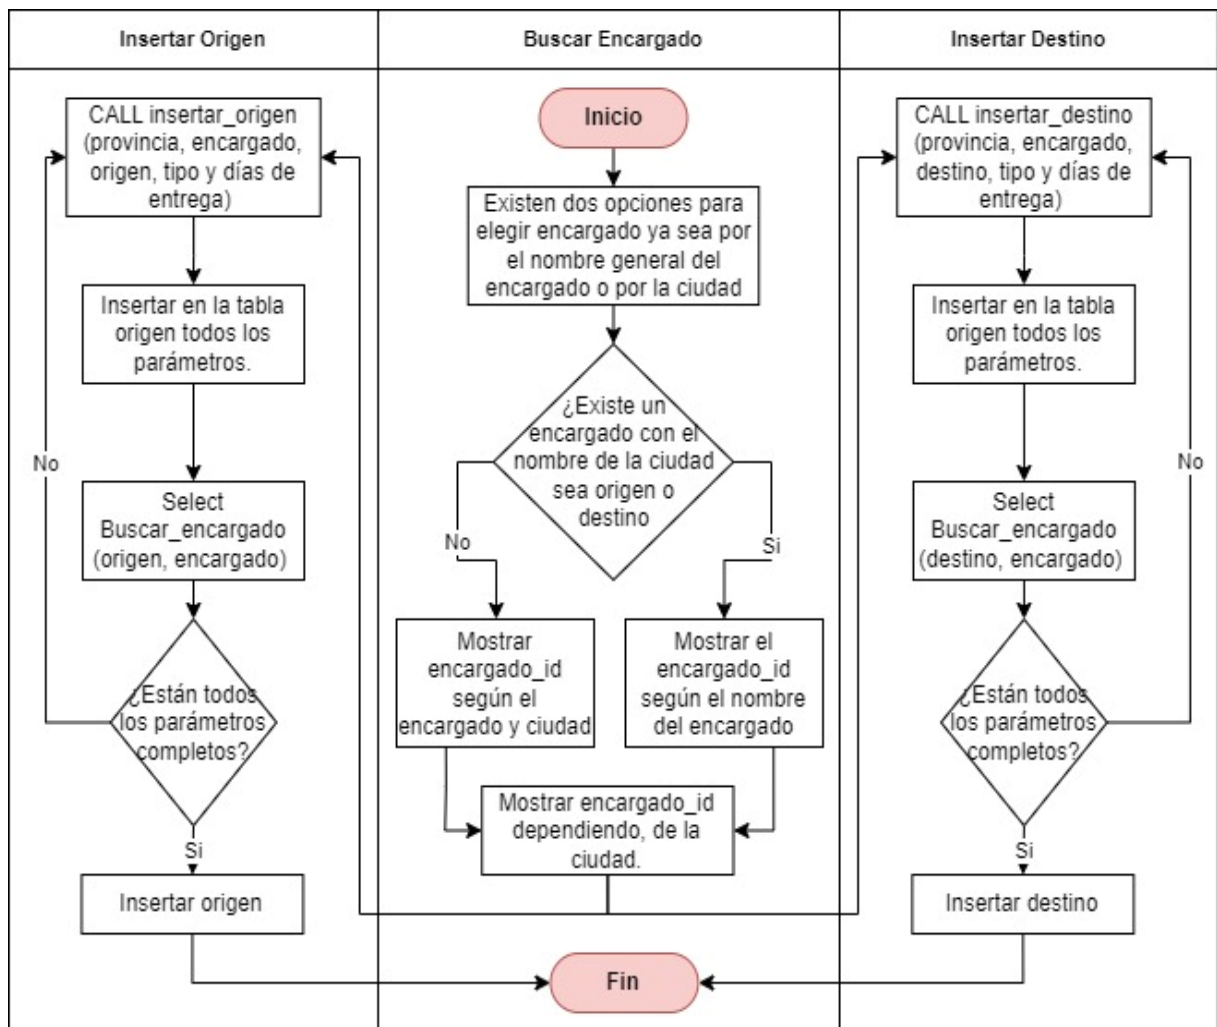 Insertar Origen
Buscar Encargado
Insertar Destino
CALL insertar_origen
(provincia, encargado,
origen, tipo y días de
entrega)
Insertar en la tabla
origen todos los
parámetros.
No
Select
Buscar_encargado
(origen, encargado)
¿Están todos
los parámetros
completos?
Si
Insertar origen
Inicio
Existen dos opciones para
elegir encargado ya sea por
el nombre general del
encargado o por la ciudad
¿Existe un
encargado con el
nombre de la ciudad
sea origen o
destino
No
Si
Mostrar
encargado_id
según el
encargado y ciudad
Mostrar el
encargado_id
según el nombre
del encargado
Mostrar encargado_id
dependiendo, de la
ciudad.
Fin
CALL insertar_destino
(provincia, encargado,
destino, tipo y días de
entrega)
Insertar en la tabla
origen todos los
parámetros.
No
Select
Buscar_encargado
(destino, encargado)
¿Están todos
los parámetros
completos?
Si
Insertar destino